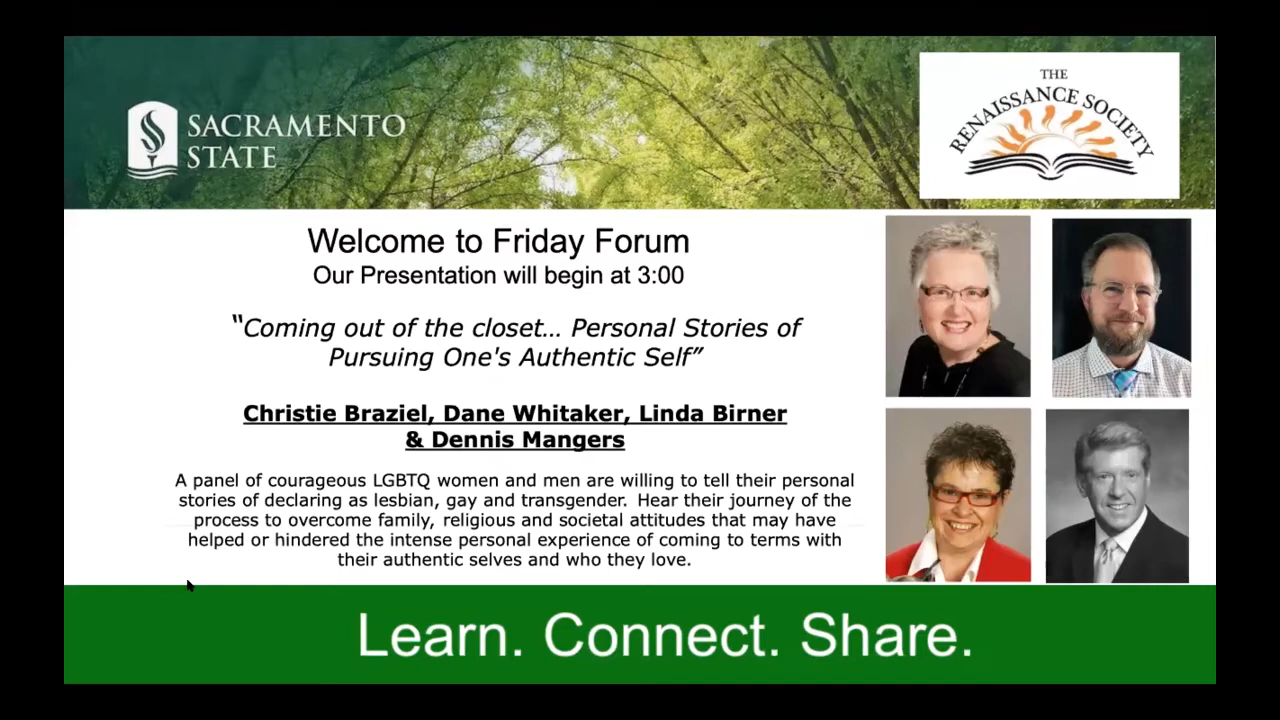 SACRAMENTO
STATE
THE
RENAISSANCE SOCIETY
Welcome to Friday Forum
Our Presentation will begin at 3:00
“Coming out of the closet... Personal Stories of
Pursuing One's Authentic Self”
Christie Braziel, Dane Whitaker, Linda Birner
& Dennis Mangers
A panel of courageous LGBTQ women and men are willing to tell their personal
stories of declaring as lesbian, gay and transgender. Hear their journey of the
process to overcome family, religious and societal attitudes that may have
helped or hindered the intense personal experience of coming to terms with
their authentic selves and who they love.
Learn. Connect. Share.